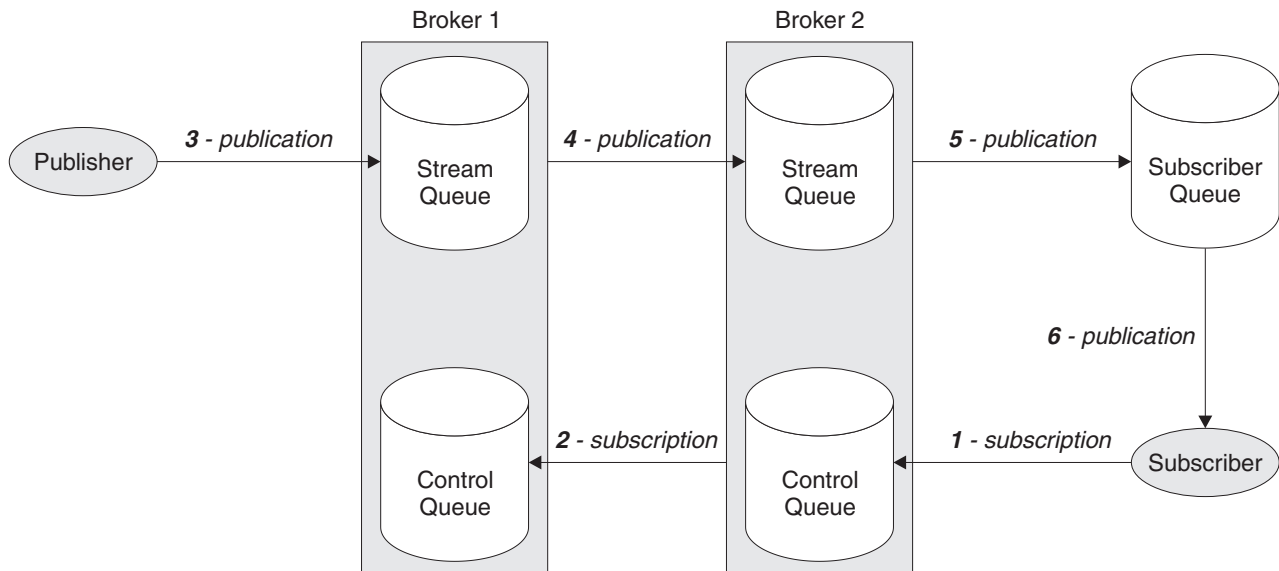 Broker 1
Broker 2
3 - publication
4 - publication
5 - publication
Publisher
Stream
Queue
Stream
Queue
Subscriber
Queue
6 - publication
2 - subscription
1 - subscription
Control
Queue
Control
Queue
Subscriber